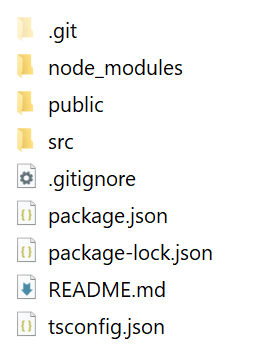 .git
node_modules
public
src
.gitignore
package.json
package-lock.json
README.md
tsconfig.json